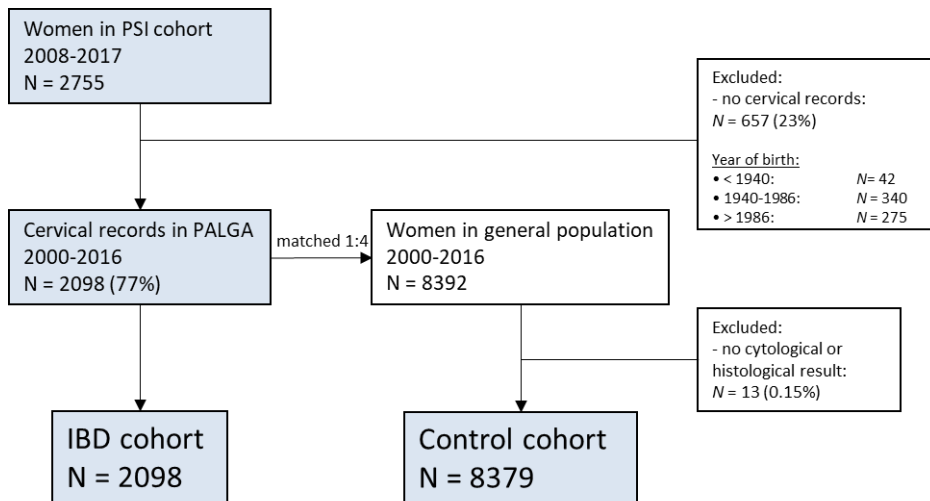 Women in PSI cohort
2008-2017
N = 2755
Excluded:
- no cervical records:
N = 657 (23%)
Year of birth:
• < 1940: N= 42
• 1940-1986: N = 340
• > 1986: N = 275
Cervical records in PALGA
2000-2016
N = 2098 (77%)
matched 1:4
Women in general population
2000-2016
N = 8392
Excluded:
- no cytological or
histological result:
N = 13 (0.15%)
IBD cohort
N = 2098
Control cohort
N = 8379